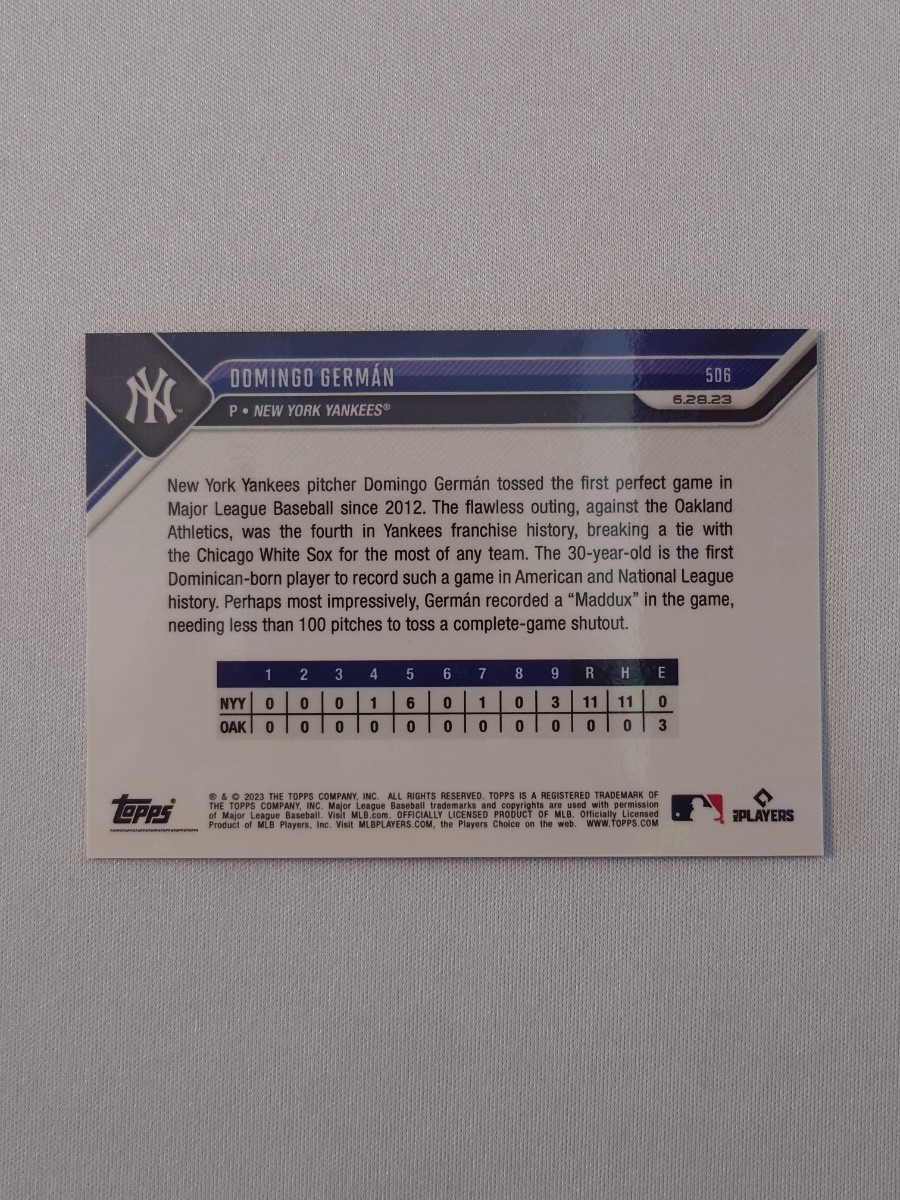 NY
DOMINGO GERMÁN 506
P • NEW YORK YANKEES® 6.28.23
New York Yankees pitcher Domingo Germán tossed the first perfect game in
Major League Baseball since 2012. The flawless outing, against the Oakland
Athletics, was the fourth in Yankees franchise history, breaking a tie with
the Chicago White Sox for the most of any team. The 30-year-old is the first
Dominican-born player to record such a game in American and National League
history. Perhaps most impressively, Germán recorded a “Maddux” in the game,
needing less than 100 pitches to toss a complete-game shutout.
1 2 3 4 5 6 7 8 9 R H E
NYY 0 0 0 1 6 0 1 0 3 11 11 0
OAK 0 0 0 0 0 0 0 0 0 0 0 3
topps®
® & © 2023 THE TOPPS COMPANY, INC. ALL RIGHTS RESERVED. TOPPS IS A REGISTERED TRADEMARK OF
THE TOPPS COMPANY, INC. Major League Baseball trademarks and copyrights are used with permission
of Major League Baseball. Visit MLB.com. OFFICIALLY LICENSED PRODUCT OF MLB. Officially Licensed
Product of MLB Players, Inc. Visit MLBPLAYERS.COM, the Players Choice on the web. WWW.TOPPS.COM
MLB PLAYERS